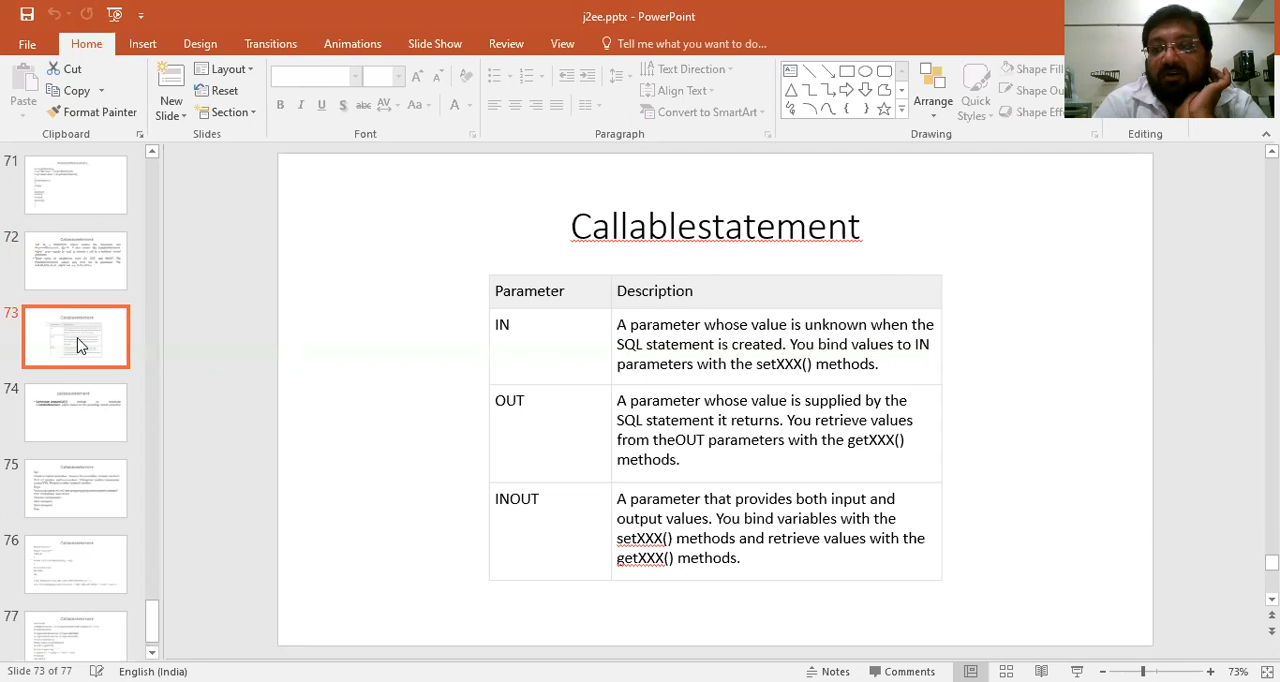 j2ee.pptx - PowerPoint
File Home Insert Design Transitions Animations Slide Show Review View Tell me what you want to do...
Paste
Cut
Copy
Format Painter
Clipboard
New Slide
Layout
Reset
Section
Slides
Font
Text Direction
Align Text
Convert to SmartArt
Paragraph
Arrange
Quick Styles
Shape Fill
Shape Ou
Shape Eff
Drawing
Editing
71
72
73
74
75
76
77
Callablestatement
Parameter Description
IN
A parameter whose value is unknown when the
SQL statement is created. You bind values to IN
parameters with the setXXX() methods.
OUT
A parameter whose value is supplied by the
SQL statement it returns. You retrieve values
from theOUT parameters with the getXXX()
methods.
INOUT
A parameter that provides both input and
output values. You bind variables with the
setXXX() methods and retrieve values with the
getXXX() methods.
Slide 73 of 77 English (India) Notes Comments 73%